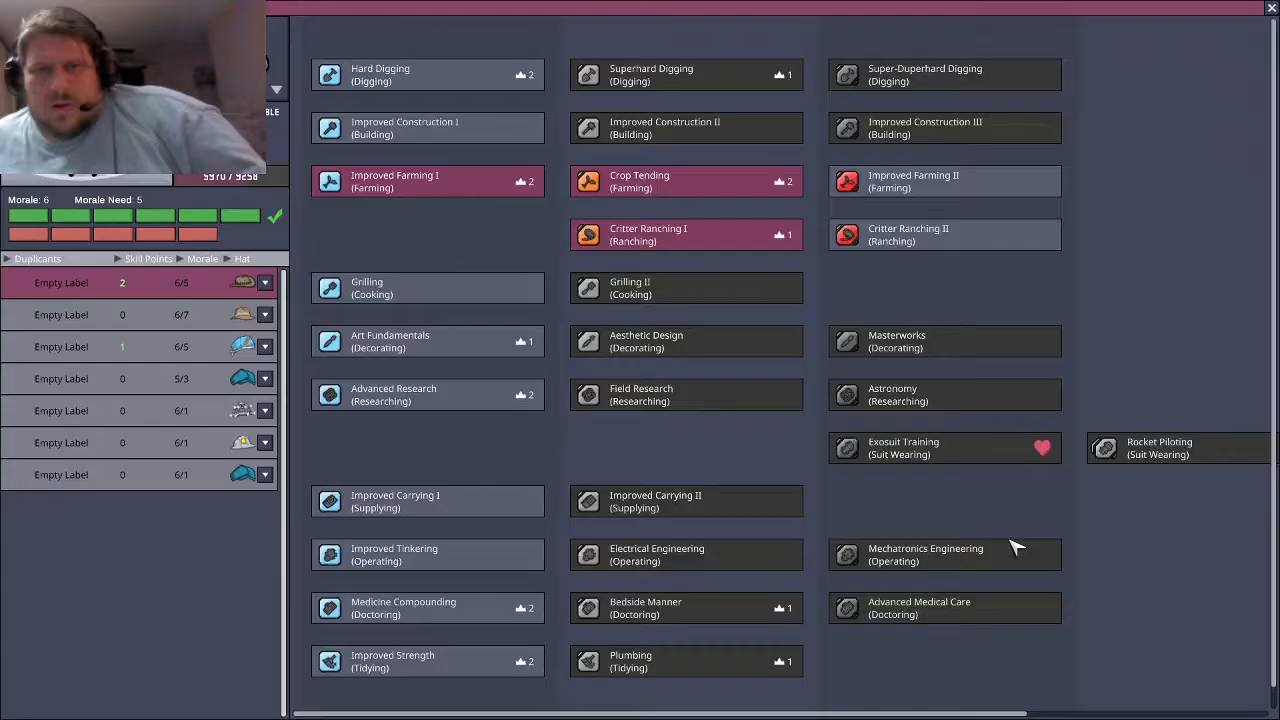 Hard Digging
(Digging)
2
Superhard Digging
(Digging)
1
Super-Duperhard Digging
(Digging)
BLE
Improved Construction I
(Building)
Improved Construction II
(Building)
Improved Construction III
(Building)
5970 / 9258
Improved Farming I
(Farming)
2
Crop Tending
(Farming)
2
Improved Farming II
(Farming)
Morale: 6 Morale Need: 5
Critter Ranching I
(Ranching)
1
Critter Ranching II
(Ranching)
Duplicants Skill Points Morale Hat
Empty Label 2 6/5
Empty Label 0 6/7
Empty Label 1 6/5
Empty Label 0 5/3
Empty Label 0 6/1
Empty Label 0 6/1
Empty Label 0 6/1
Grilling
(Cooking)
Grilling II
(Cooking)
Art Fundamentals
(Decorating)
1
Aesthetic Design
(Decorating)
Masterworks
(Decorating)
Advanced Research
(Researching)
2
Field Research
(Researching)
Astronomy
(Researching)
Exosuit Training
(Suit Wearing)
Rocket Piloting
(Suit Wearing)
Improved Carrying I
(Supplying)
Improved Carrying II
(Supplying)
Improved Tinkering
(Operating)
Electrical Engineering
(Operating)
Mechatronics Engineering
(Operating)
Medicine Compounding
(Doctoring)
2
Bedside Manner
(Doctoring)
1
Advanced Medical Care
(Doctoring)
Improved Strength
(Tidying)
2
Plumbing
(Tidying)
1